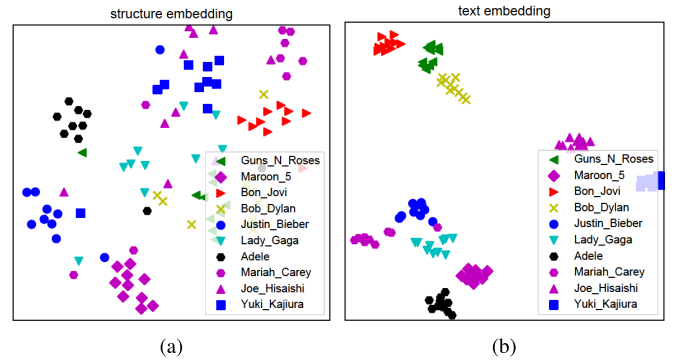 structure embedding
Guns_N_Roses
Maroon_5
Bon_Jovi
Bob_Dylan
Justin_Bieber
Lady_Gaga
Adele
Mariah_Carey
Joe_Hisaishi
Yuki_Kajiura
(a)
text embedding
Guns_N_Roses
Maroon_5
Bon_Jovi
Bob_Dylan
Justin_Bieber
Lady_Gaga
Adele
Mariah_Carey
Joe_Hisaishi
Yuki_Kajiura
(b)